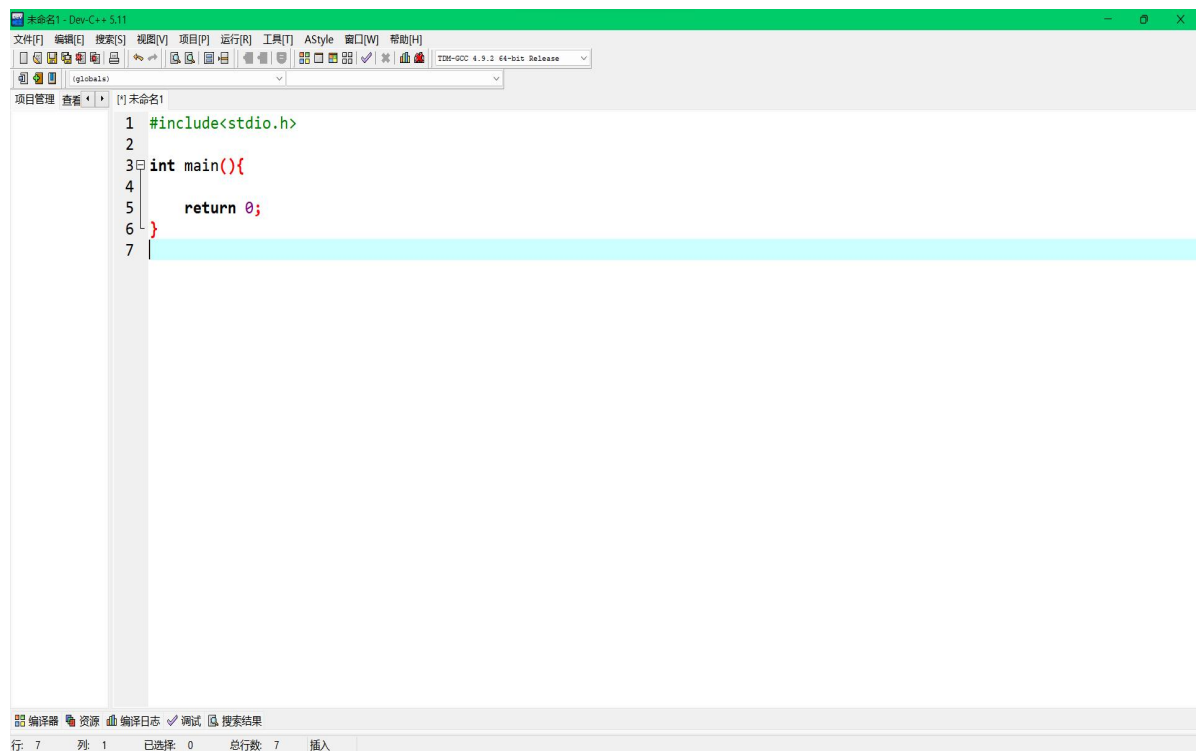 未命名1 - Dev-C++ 5.11
文件[F] 编辑[E] 搜索[S] 视图[V] 项目[P] 运行[R] 工具[T] AStyle 窗口[W] 帮助[H]
TDM-GCC 4.9.2 64-bit Release
(globals)
项目管理 查看 [*] 未命名1
1 #include<stdio.h>
2
3 int main(){
4
5 return 0;
6 }
7
编译器 资源 编译日志 调试 搜索结果
行: 7 列: 1 已选择: 0 总行数: 7 插入